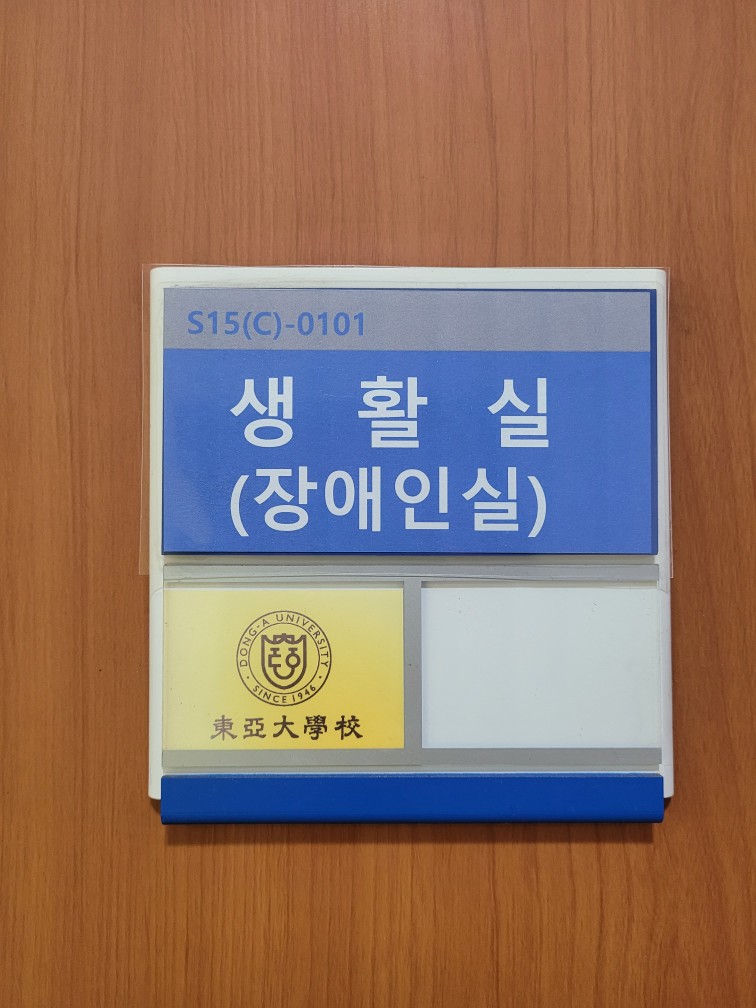 S15(C)-0101
생 활 실
(장애인실)
DONG-A UNIVERSITY
SINCE 1946
東亞大學校